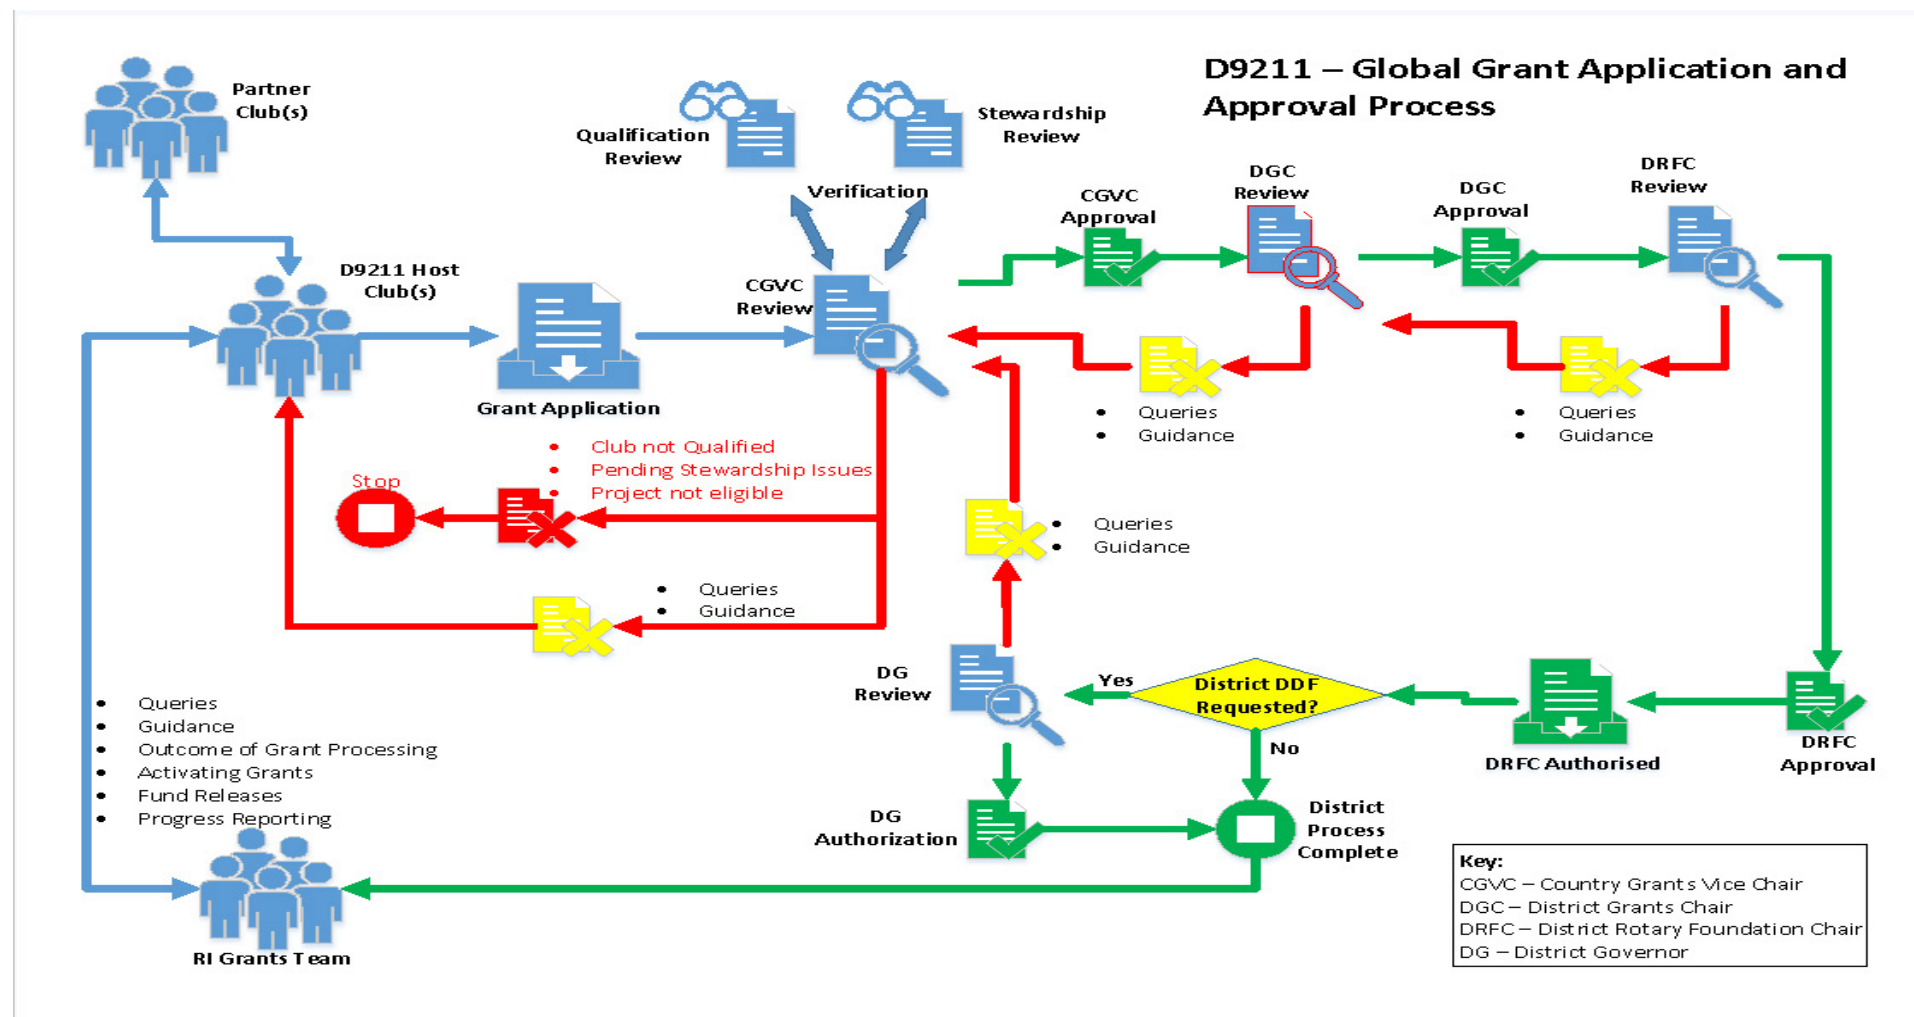 D9211 – Global Grant Application and
Approval Process
Partner
Club(s)
Qualification
Review
Stewardship
Review
Verification
D9211 Host
Club(s)
Grant Application
CGVC
Review
CGVC
Approval
DGC
Review
DGC
Approval
DRFC
Review
• Queries
• Guidance
• Queries
• Guidance
• Club not Qualified
• Pending Stewardship Issues
• Project not eligible
Stop
• Queries
• Guidance
• Queries
• Guidance
DG
Review
Yes
District DDF
Requested?
No
DRFC Authorised
DRFC
Approval
DG
Authorization
District
Process
Complete
• Queries
• Guidance
• Outcome of Grant Processing
• Activating Grants
• Fund Releases
• Progress Reporting
RI Grants Team
Key:
CGVC – Country Grants Vice Chair
DGC – District Grants Chair
DRFC – District Rotary Foundation Chair
DG – District Governor